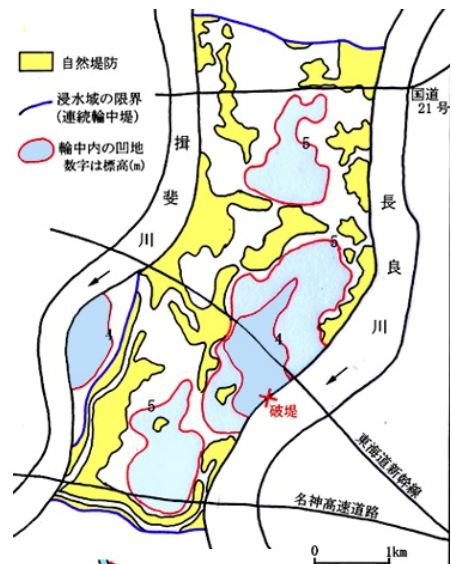 自然堤防
浸水域の限界
(連続輪中堤)
輪中内の凹地
数字は標高(m)
国道
21号
揖斐川
長良川
5
5
4
4
5
破堤
東海道新幹線
名神高速道路
0 1km